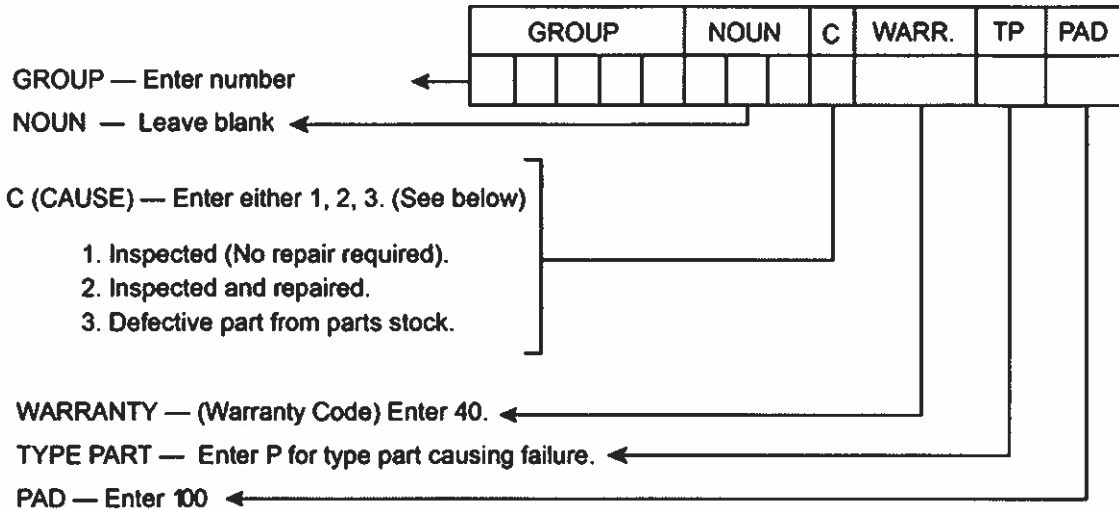 GROUP NOUN C WARR. TP PAD
GROUP — Enter number
NOUN — Leave blank
C (CAUSE) — Enter either 1, 2, 3. (See below)
1. Inspected (No repair required).
2. Inspected and repaired.
3. Defective part from parts stock.
WARRANTY — (Warranty Code) Enter 40.
TYPE PART — Enter P for type part causing failure.
PAD — Enter 100